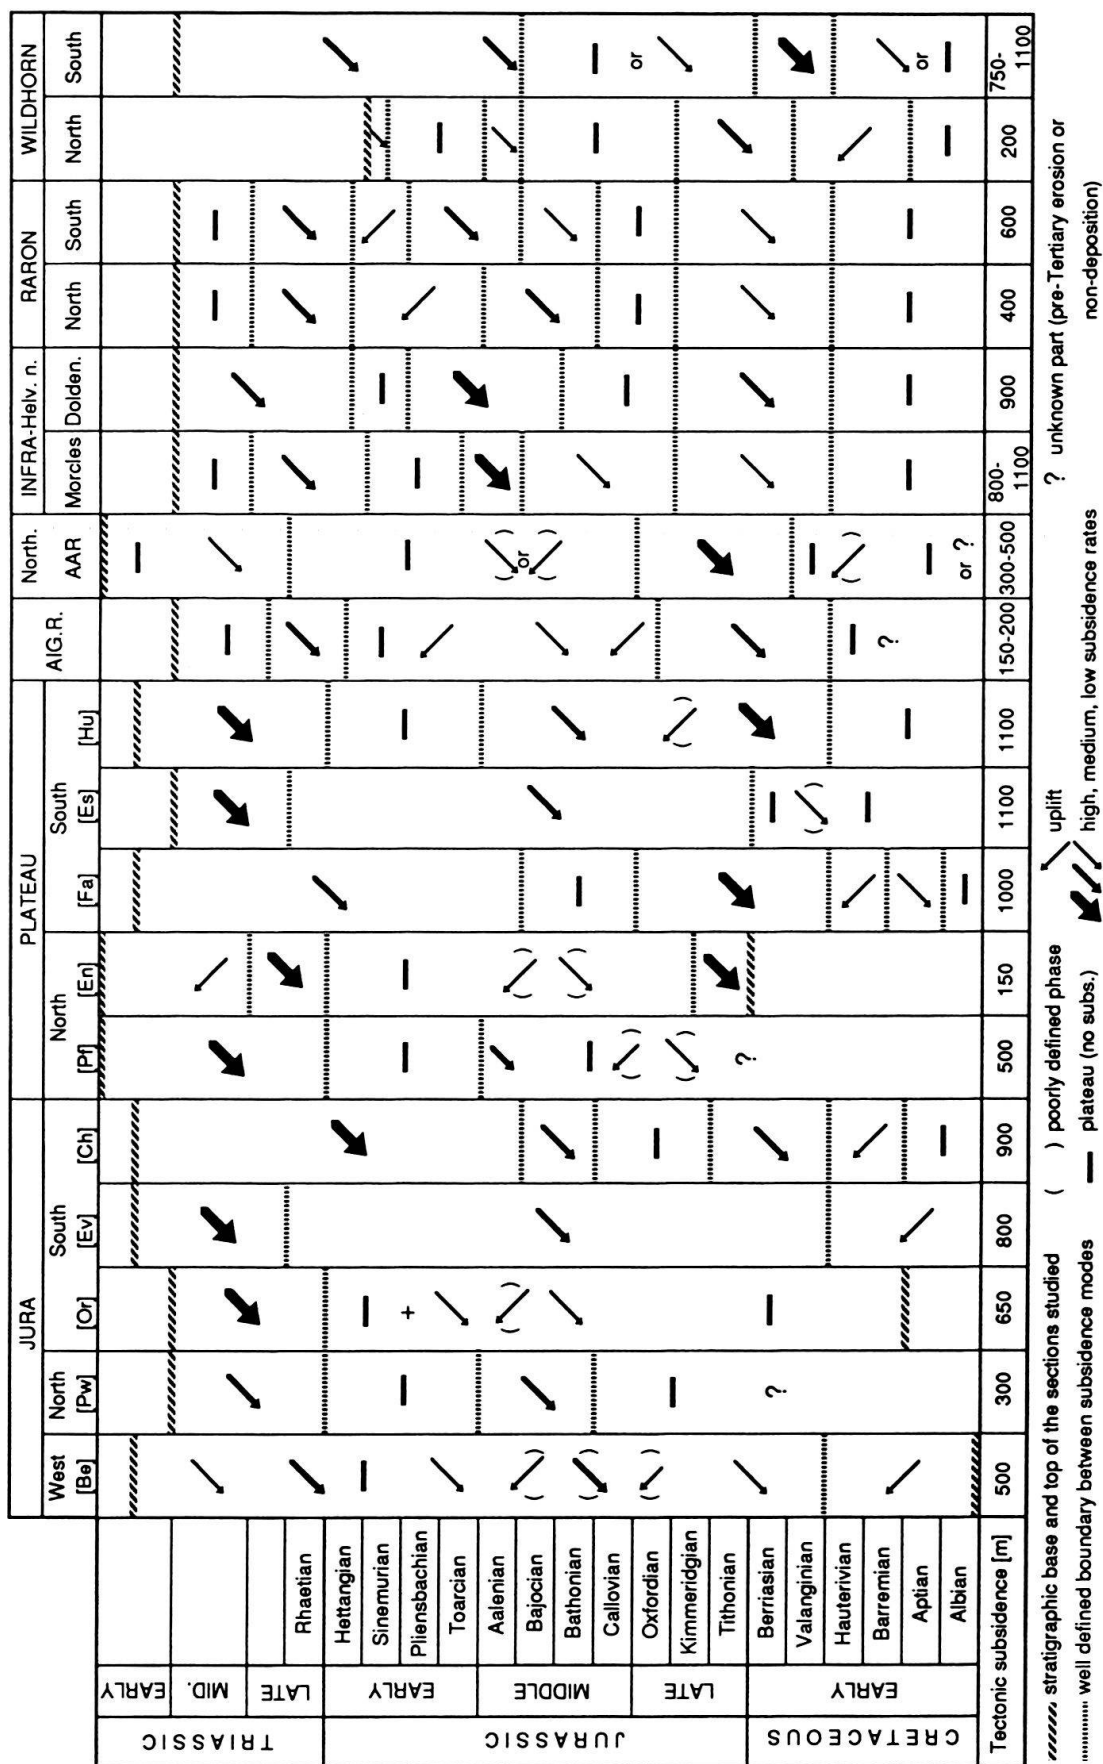 JURA PLATEAU AIG.R. North. INFRA-Helv. n. RARON WILDHORN
West North South North South AAR Morcles Dolden. North South North South
[Be] [Pw] [Or] [Ev] [Ch] [Pf] [En] [Fa] [Es] [Hu]
TRIASSIC
EARLY
MID.
LATE
Rhaetian
JURASSIC
EARLY
Hettangian
Sinemurian
Pliensbachian
Toarcian
MIDDLE
Aalenian
Bajocian
Bathonian
Callovian
LATE
Oxfordian
Kimmeridgian
Tithonian
CRETACEOUS
EARLY
Berriasian
Valanginian
Hauterivian
Barremian
Aptian
Albian
+
( ) ( ) ( )
( )
?
?
( ) ( )
( ) ( )
( )
( )
?
( ) or ( )
( )
or ?
or
or
Tectonic subsidence [m] 500 300 650 800 900 500 150 1000 1100 1100 150-200 300-500 800-1100 900 400 600 200 750-1100
stratigraphic base and top of the sections studied ( ) poorly defined phase uplift ? unknown part (pre-Tertiary erosion or
well defined boundary between subsidence modes plateau (no subs.) high, medium, low subsidence rates non-deposition)